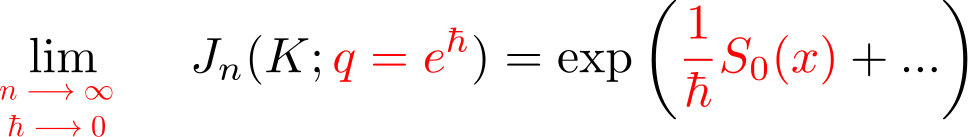 lim J_n(K; q = e^ħ) = exp ( 1/ħ S_0(x) + ... )
n ⟶ ∞
ħ ⟶ 0